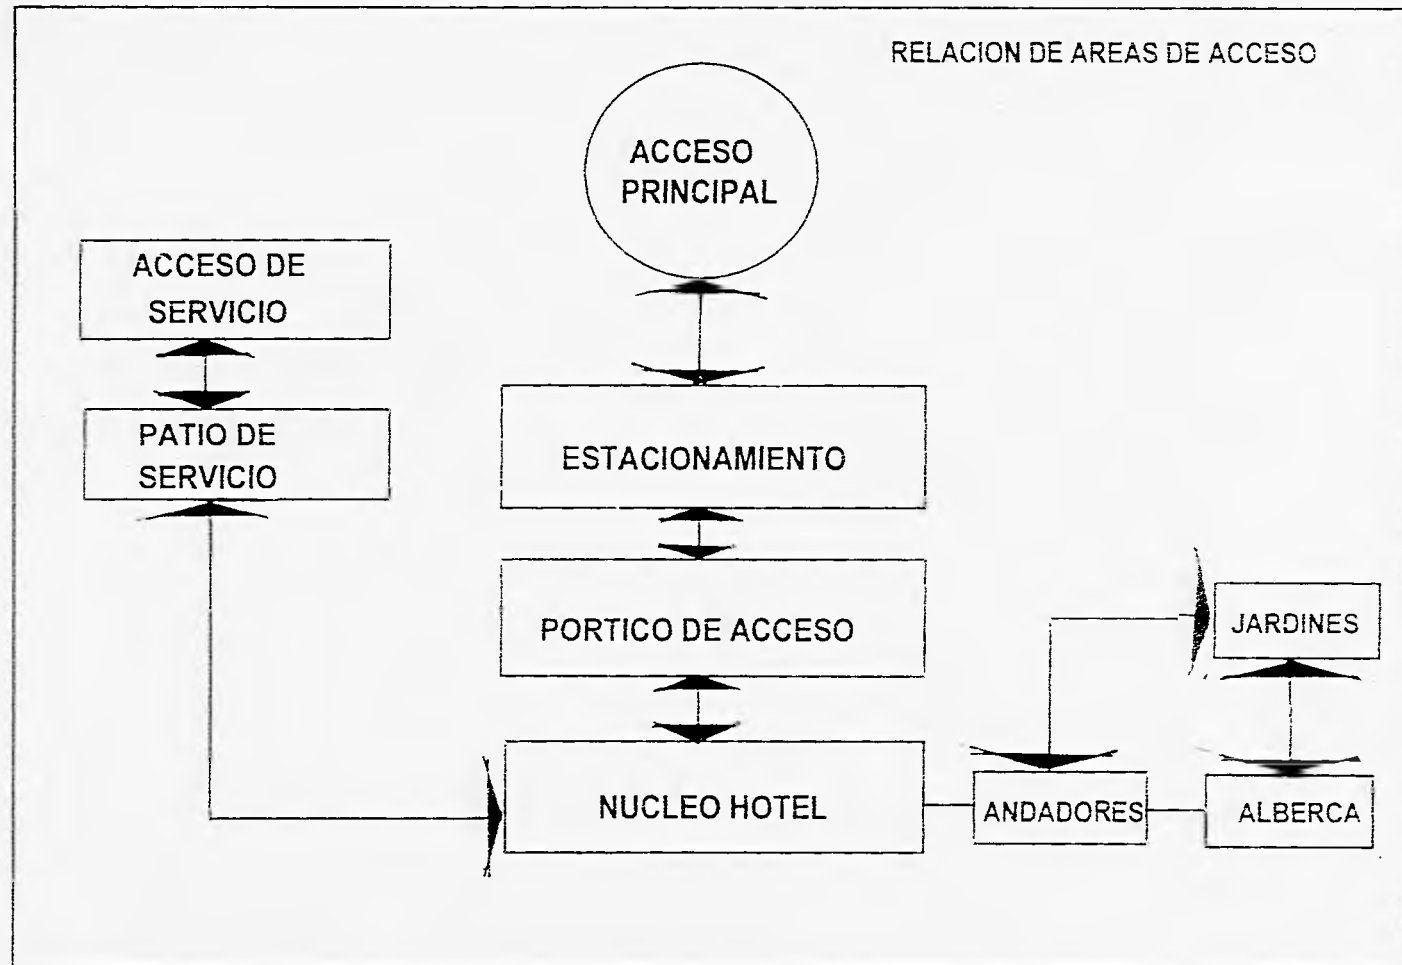 RELACION DE AREAS DE ACCESO
ACCESO
PRINCIPAL
ACCESO DE
SERVICIO
PATIO DE
SERVICIO
ESTACIONAMIENTO
PORTICO DE ACCESO
JARDINES
NUCLEO HOTEL
ANDADORES
ALBERCA